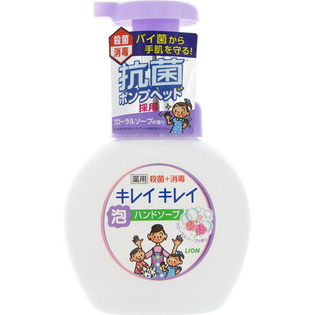 殺菌
消毒
バイ菌から
手肌を守る!
抗菌
ポンプヘッド
採用
フローラルソープの香り
薬用 殺菌+消毒
キレイキレイ
泡 ハンドソープ
LION